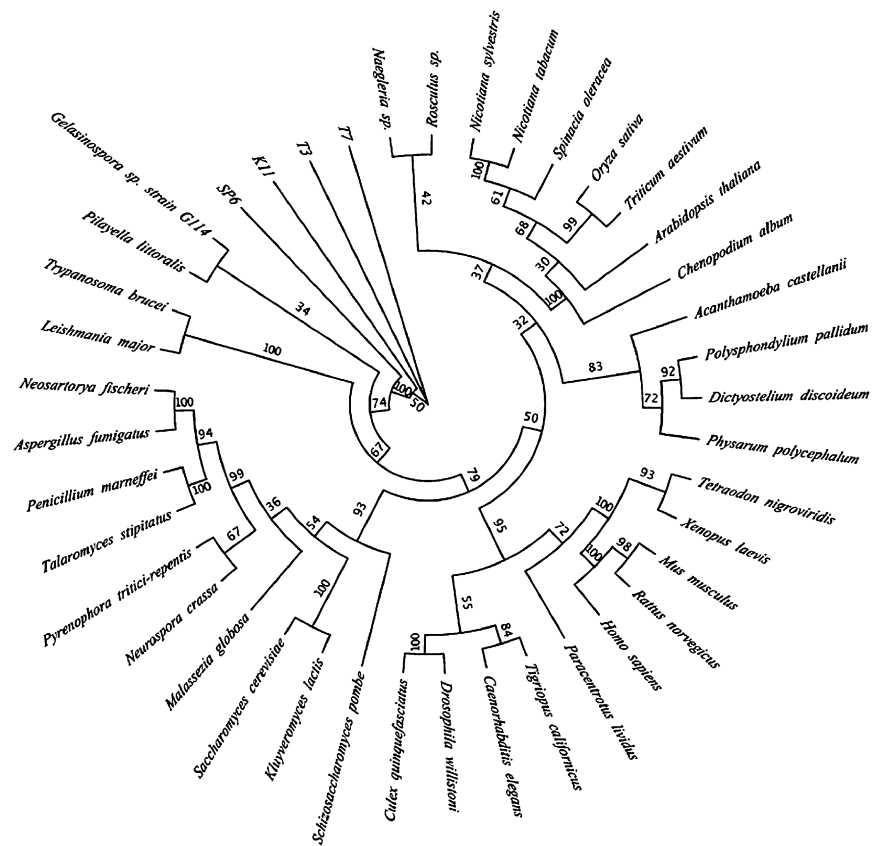 Naegleria sp.
Rosculus sp.
Nicotiana sylvestris
Nicotiana tabacum
Spinacia oleracea
Oryza sativa
Triticum aestivum
Arabidopsis thaliana
Chenopodium album
Acanthamoeba castellanii
Polysphondylium pallidum
Dictyostelium discoideum
Physarum polycephalum
Tetraodon nigroviridis
Xenopus laevis
Mus musculus
Rattus norvegicus
Homo sapiens
Paracentrotus lividus
Tigriopus californicus
Caenorhabditis elegans
Drosophila willistoni
Culex quinquefasciatus
Schizosaccharomyces pombe
Kluyveromyces lactis
Saccharomyces cerevisiae
Malassezia globosa
Neurospora crassa
Pyrenophora tritici-repentis
Talaromyces stipitatus
Penicillium marneffei
Aspergillus fumigatus
Neosartorya fischeri
Leishmania major
Trypanosoma brucei
Pilayella littoralis
Gelasinospora sp. strain G114
SP6
K11
T3
T7
42
100
61
68
99
30
100
37
32
83
92
72
50
93
100
98
100
72
95
55
84
100
79
93
54
100
36
99
67
94
100
100
67
74
100
34
100
50